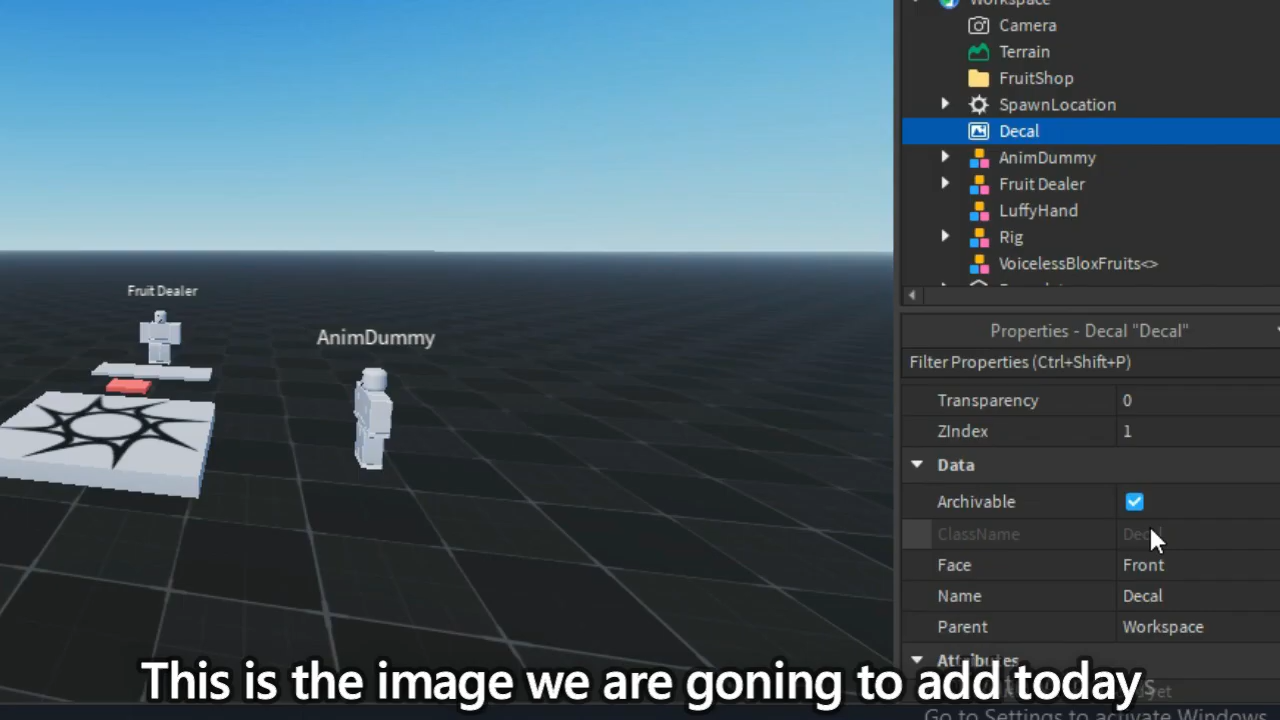 Workspace
Camera
Terrain
FruitShop
SpawnLocation
Decal
AnimDummy
Fruit Dealer
LuffyHand
Rig
VoicelessBloxFruits<>
Fruit Dealer
AnimDummy
Properties - Decal "Decal"
Filter Properties (Ctrl+Shift+P)
Transparency 0
ZIndex 1
Data
Archivable
ClassName Decal
Face Front
Name Decal
Parent Workspace
Attributes
This is the image we are goning to add today
Go to Settings to activate Windows.